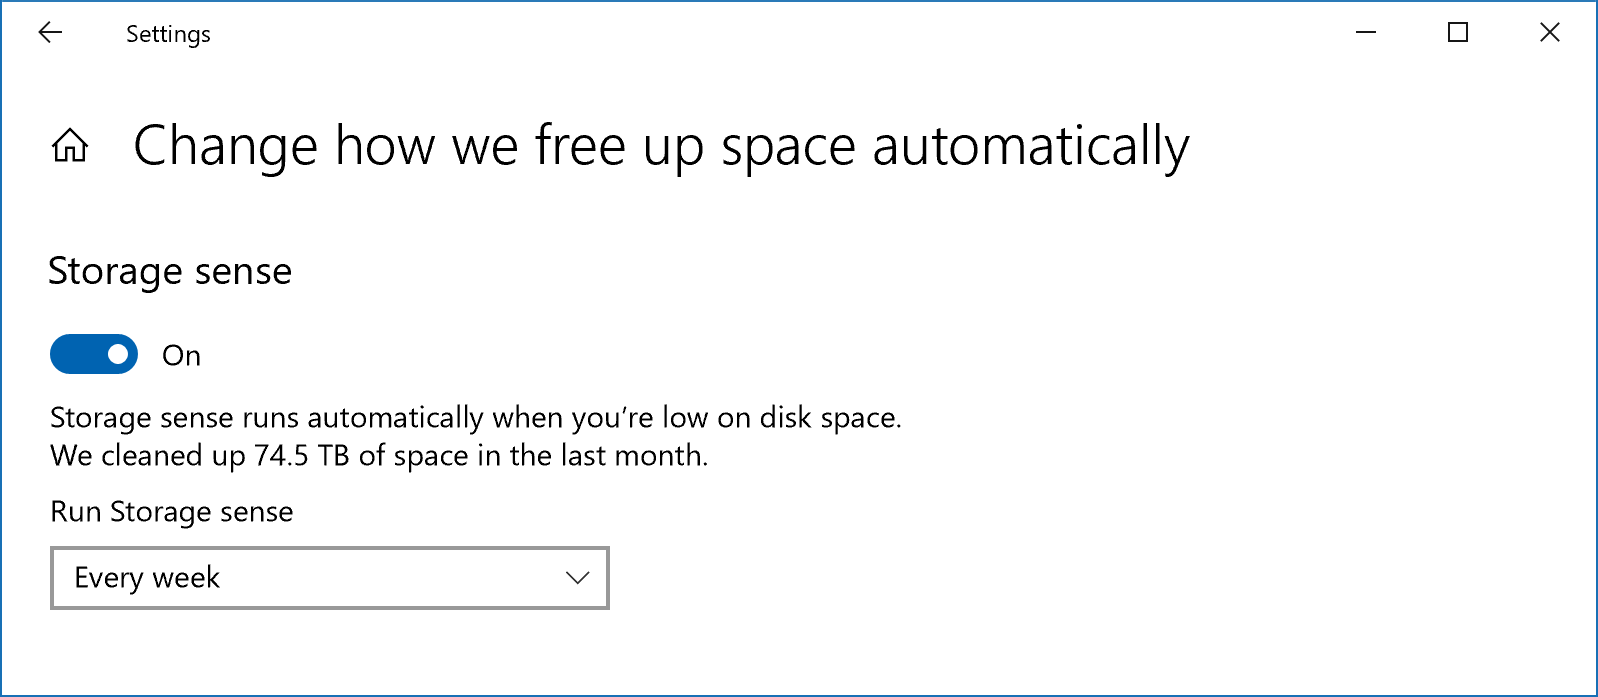 Settings
Change how we free up space automatically
Storage sense
On
Storage sense runs automatically when you’re low on disk space.
We cleaned up 74.5 TB of space in the last month.
Run Storage sense
Every week